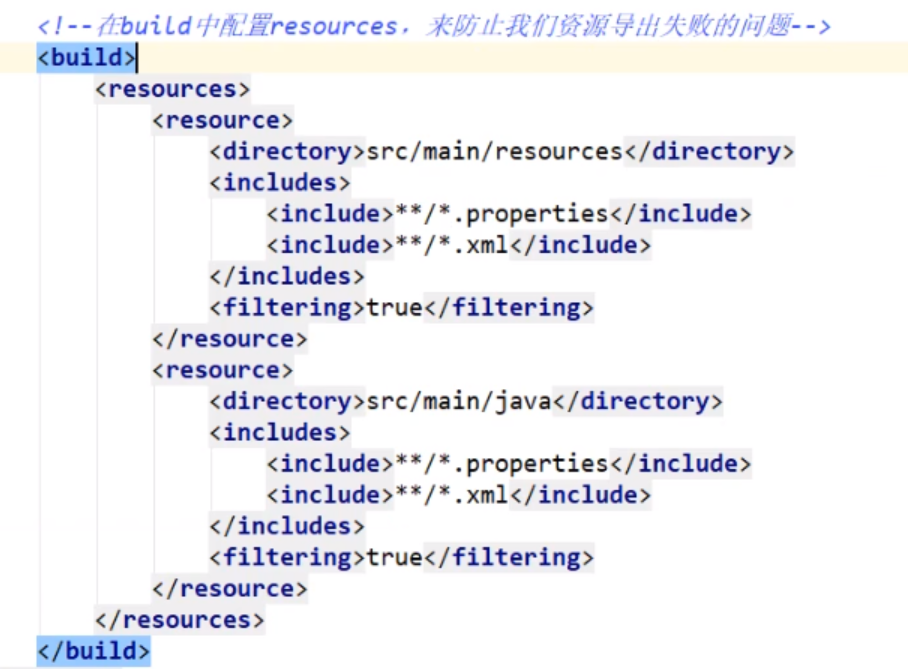 <!--在build中配置resources，来防止我们资源导出失败的问题-->
<build>
    <resources>
        <resource>
            <directory>src/main/resources</directory>
            <includes>
                <include>**/*.properties</include>
                <include>**/*.xml</include>
            </includes>
            <filtering>true</filtering>
        </resource>
        <resource>
            <directory>src/main/java</directory>
            <includes>
                <include>**/*.properties</include>
                <include>**/*.xml</include>
            </includes>
            <filtering>true</filtering>
        </resource>
    </resources>
</build>